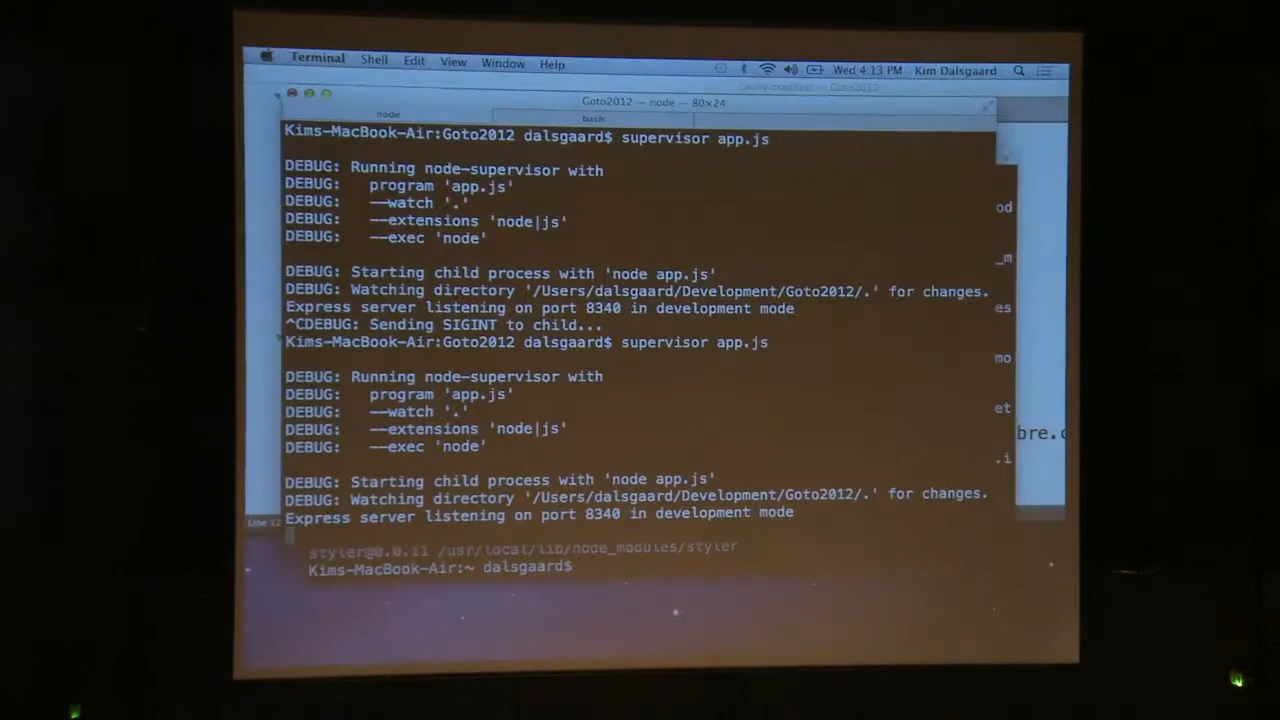 Terminal Shell Edit View Window Help Wed 4:13 PM Kim Dalsgaard
Goto2012 — node — 80×24
node bash
Kims-MacBook-Air:Goto2012 dalsgaard$ supervisor app.js
DEBUG: Running node-supervisor with
DEBUG:   program 'app.js'
DEBUG:   --watch '.'
DEBUG:   --extensions 'node|js'
DEBUG:   --exec 'node'
DEBUG: Starting child process with 'node app.js'
DEBUG: Watching directory '/Users/dalsgaard/Development/Goto2012/.' for changes.
Express server listening on port 8340 in development mode
^CDEBUG: Sending SIGINT to child...
Kims-MacBook-Air:Goto2012 dalsgaard$ supervisor app.js
DEBUG: Running node-supervisor with
DEBUG:   program 'app.js'
DEBUG:   --watch '.'
DEBUG:   --extensions 'node|js'
DEBUG:   --exec 'node'
DEBUG: Starting child process with 'node app.js'
DEBUG: Watching directory '/Users/dalsgaard/Development/Goto2012/.' for changes.
Express server listening on port 8340 in development mode
styler@0.0.11 /usr/local/lib/node_modules/styler
Kims-MacBook-Air:~ dalsgaard$
od
_m
es
mo
et
bre.c
.i
Line